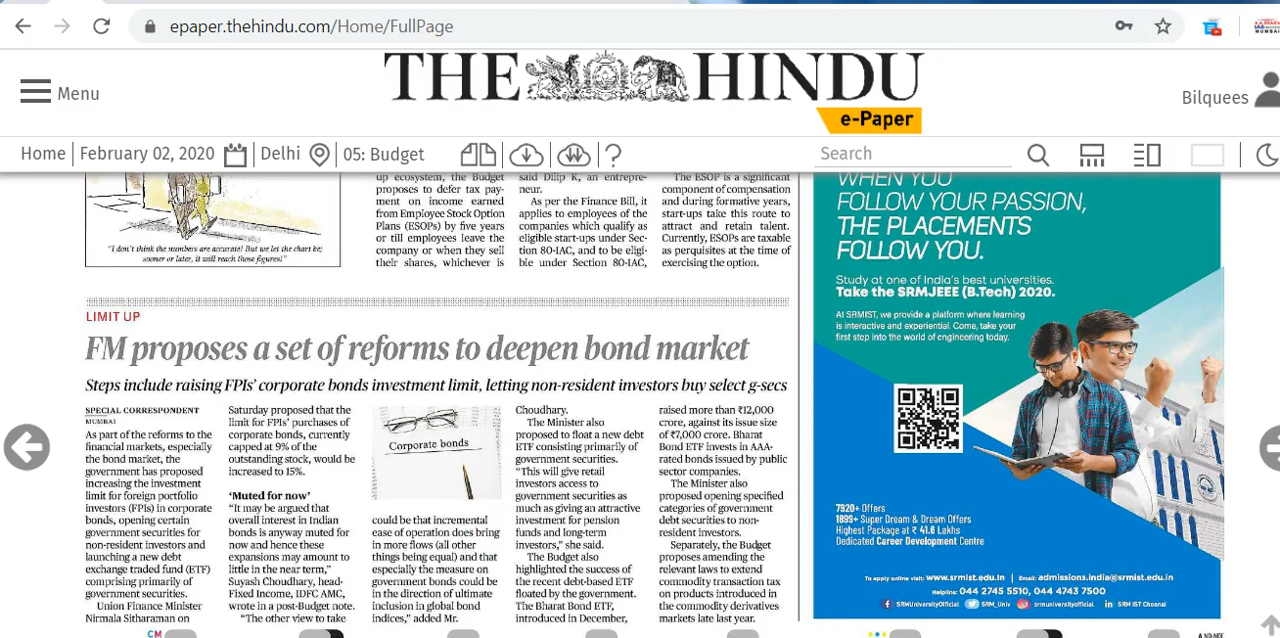 epaper.thehindu.com/Home/FullPage
Menu
THE HINDU
e-Paper
Bilquees
Home
February 02, 2020
Delhi
05: Budget
?
Search
"I don't think the numbers are accurate! But we let the chart be;
sooner or later, it will reach those figures!"
up ecosystem, the Budget
proposes to defer tax pay-
ment on income earned
from Employee Stock Option
Plans (ESOPs) by five years
or till employees leave the
company or when they sell
their shares, whichever is
said Dilip K, an entrepre-
neur.
As per the Finance Bill, it
applies to employees of the
companies which qualify as
eligible start-ups under Sec-
tion 80-IAC, and to be eligi-
ble under Section 80-IAC,
The ESOP is a significant
component of compensation
and during formative years,
start-ups take this route to
attract and retain talent.
Currently, ESOPs are taxable
as perquisites at the time of
exercising the option.
LIMIT UP
FM proposes a set of reforms to deepen bond market
Steps include raising FPIs' corporate bonds investment limit, letting non-resident investors buy select g-secs
SPECIAL CORRESPONDENT
MUMBAI
As part of the reforms to the
financial markets, especially
the bond market, the
government has proposed
increasing the investment
limit for foreign portfolio
investors (FPIs) in corporate
bonds, opening certain
government securities for
non-resident investors and
launching a new debt
exchange traded fund (ETF)
comprising primarily of
government securities.
Union Finance Minister
Nirmala Sitharaman on
Saturday proposed that the
limit for FPIs' purchases of
corporate bonds, currently
capped at 9% of the
outstanding stock, would be
increased to 15%.
'Muted for now'
"It may be argued that
overall interest in Indian
bonds is anyway muted for
now and hence these
expansions may amount to
little in the near term,"
Suyash Choudhary, head-
Fixed Income, IDFC AMC,
wrote in a post-Budget note.
"The other view to take
Corporate bonds
could be that incremental
ease of operation does bring
in more flows (all other
things being equal) and that
especially the measure on
government bonds could be
in the direction of ultimate
inclusion in global bond
indices," added Mr.
Choudhary.
The Minister also
proposed to float a new debt
ETF consisting primarily of
government securities.
"This will give retail
investors access to
government securities as
much as giving an attractive
investment for pension
funds and long-term
investors," she said.
The Budget also
highlighted the success of
the recent debt-based ETF
floated by the government.
The Bharat Bond ETF,
introduced in December,
raised more than ₹12,000
crore, against its issue size
of ₹7,000 crore. Bharat
Bond ETF invests in AAA-
rated bonds issued by public
sector companies.
The Minister also
proposed opening specified
categories of government
debt securities to non-
resident investors.
Separately, the Budget
proposes amending the
relevant laws to extend
commodity transaction tax
on products introduced in
the commodity derivatives
markets late last year.
WHEN YOU
FOLLOW YOUR PASSION,
THE PLACEMENTS
FOLLOW YOU.
Study at one of India's best universities.
Take the SRMJEEE (B.Tech) 2020.
At SRMIST, we provide a platform where learning
is interactive and experiential. Come, take your
first step into the world of engineering today.
7920+ Offers
1899+ Super Dream & Dream Offers
Highest Package at ₹ 41.6 Lakhs
Dedicated Career Development Centre
To apply online visit: www.srmist.edu.in | Email: admissions.india@srmist.edu.in
Helpline: 044 2745 5510, 044 4743 7500
SRMUniversityOfficial SRM_Univ srmuniversityofficial SRM IST Chennai
CM